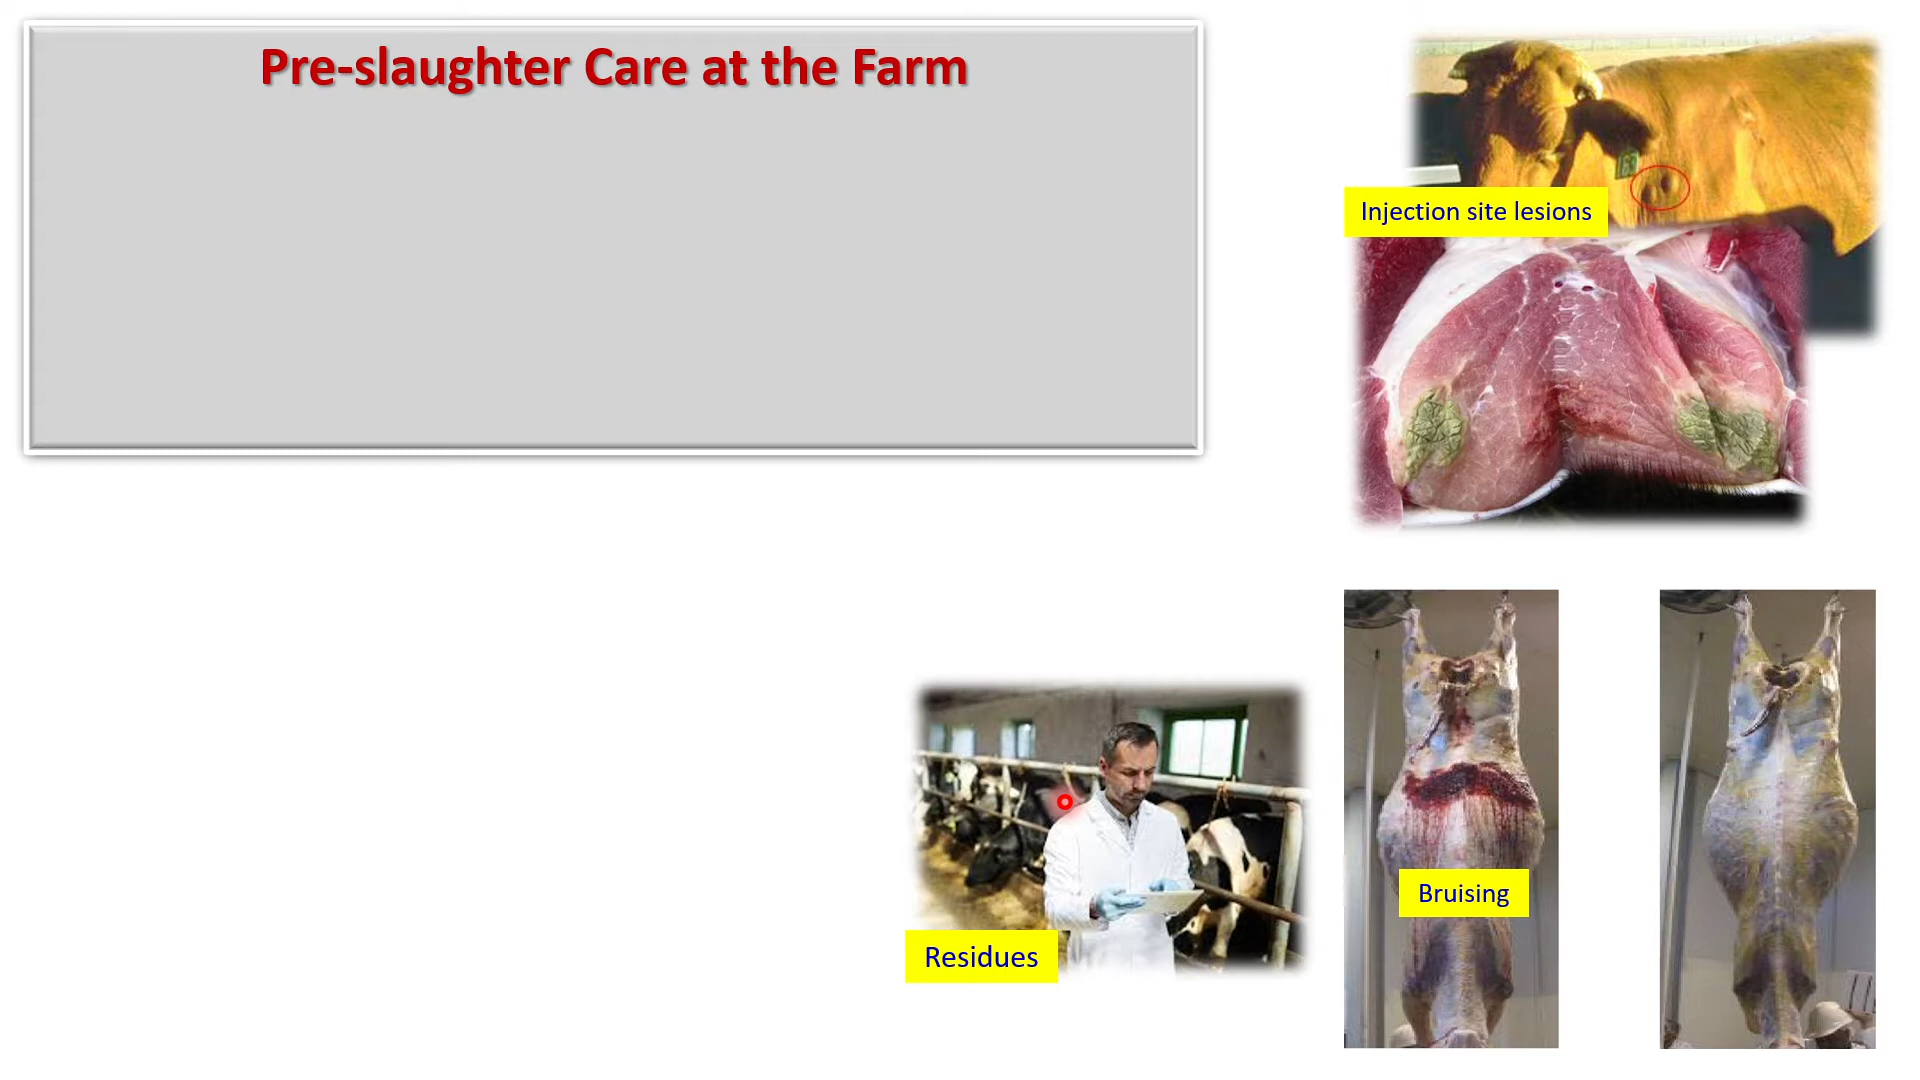 Pre-slaughter Care at the Farm
Injection site lesions
Bruising
Residues